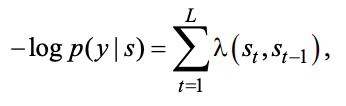 −log p(y|s) = ∑_{t=1}^{L} λ(s_t, s_{t−1}),